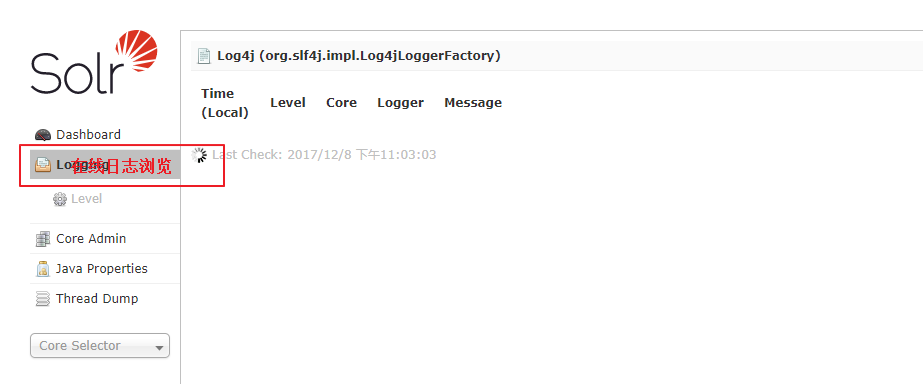 Solr
Dashboard
Logging
在线日志浏览
Level
Core Admin
Java Properties
Thread Dump
Core Selector
Log4j (org.slf4j.impl.Log4jLoggerFactory)
Time (Local) Level Core Logger Message
Last Check: 2017/12/8 下午11:03:03